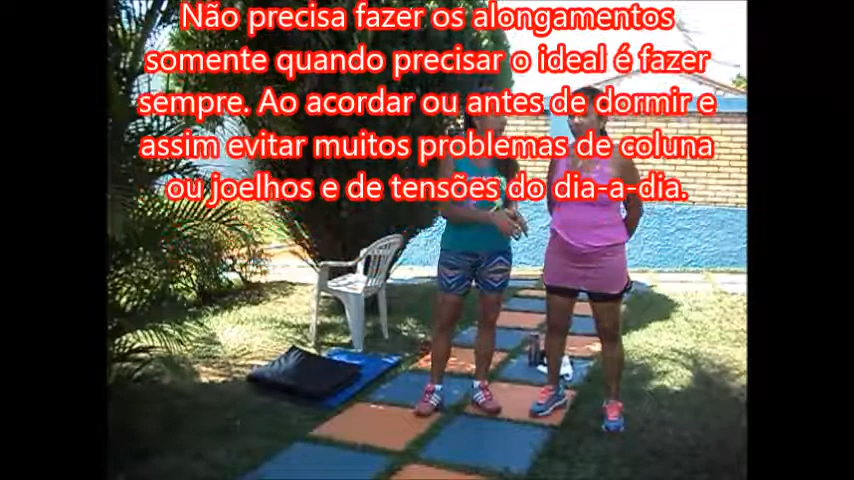 Não precisa fazer os alongamentos
somente quando precisar o ideal é fazer
sempre. Ao acordar ou antes de dormir e
assim evitar muitos problemas de coluna
ou joelhos e de tensões do dia-a-dia.